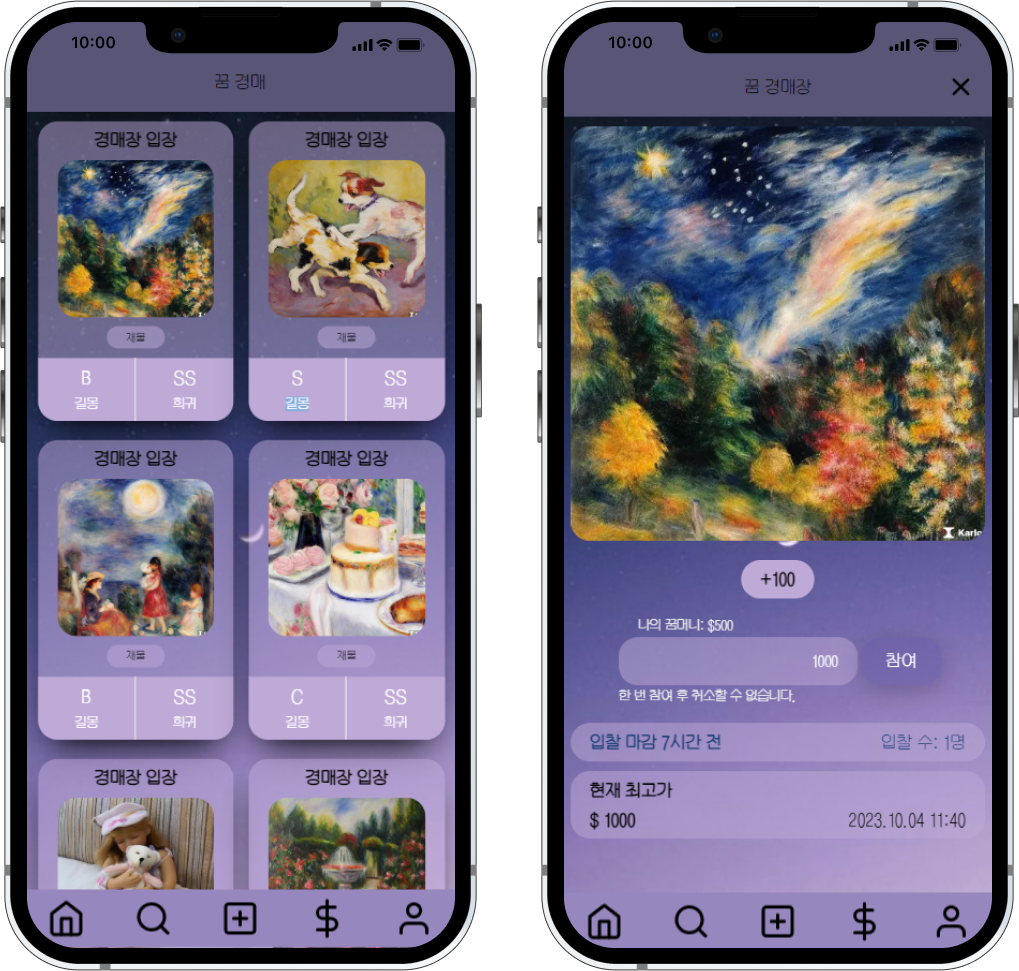 10:00
꿈 경매
경매장 입장
경매장 입장
재물
재물
B
SS
S
SS
길몽
희귀
길몽
희귀
경매장 입장
경매장 입장
재물
재물
B
SS
C
SS
길몽
희귀
길몽
희귀
경매장 입장
경매장 입장
10:00
꿈 경매장
Karlo
+100
나의 꿈머니: $500
1000
참여
한 번 참여 후 취소할 수 없습니다.
입찰 마감 7시간 전
입찰 수: 1명
현재 최고가
$ 1000
2023.10.04 11:40